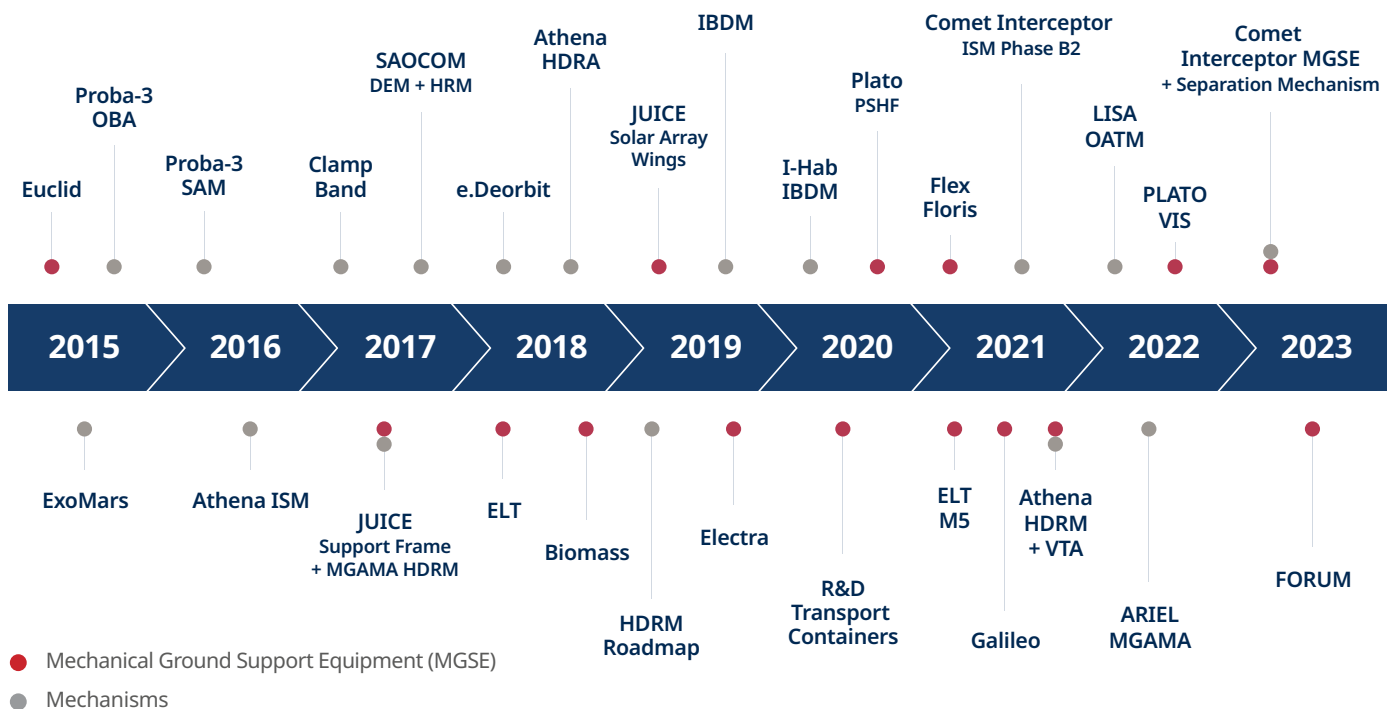 Euclid
Proba-3
OBA
Proba-3
SAM
Clamp
Band
SAOCOM
DEM + HRM
e.Deorbit
Athena
HDRA
JUICE
Solar Array
Wings
IBDM
I-Hab
IBDM
Plato
PSHF
Flex
Floris
Comet Interceptor
ISM Phase B2
LISA
OATM
PLATO
VIS
Comet
Interceptor MGSE
+ Separation Mechanism
2015
2016
2017
2018
2019
2020
2021
2022
2023
ExoMars
Athena ISM
JUICE
Support Frame
+ MGAMA HDRM
ELT
Biomass
HDRM
Roadmap
Electra
R&D
Transport
Containers
ELT
M5
Galileo
Athena
HDRM
+ VTA
ARIEL
MGAMA
FORUM
Mechanical Ground Support Equipment (MGSE)
Mechanisms